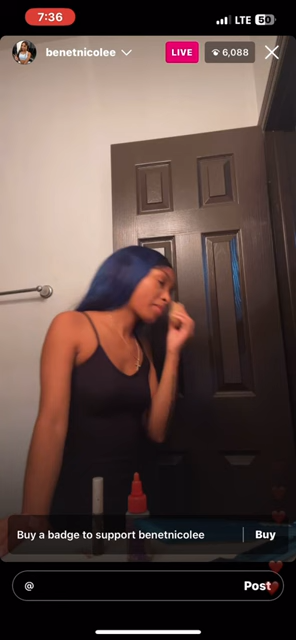 7:36
LTE 50
benetnicolee
LIVE
6,088
Buy a badge to support benetnicolee
Buy
@
Post